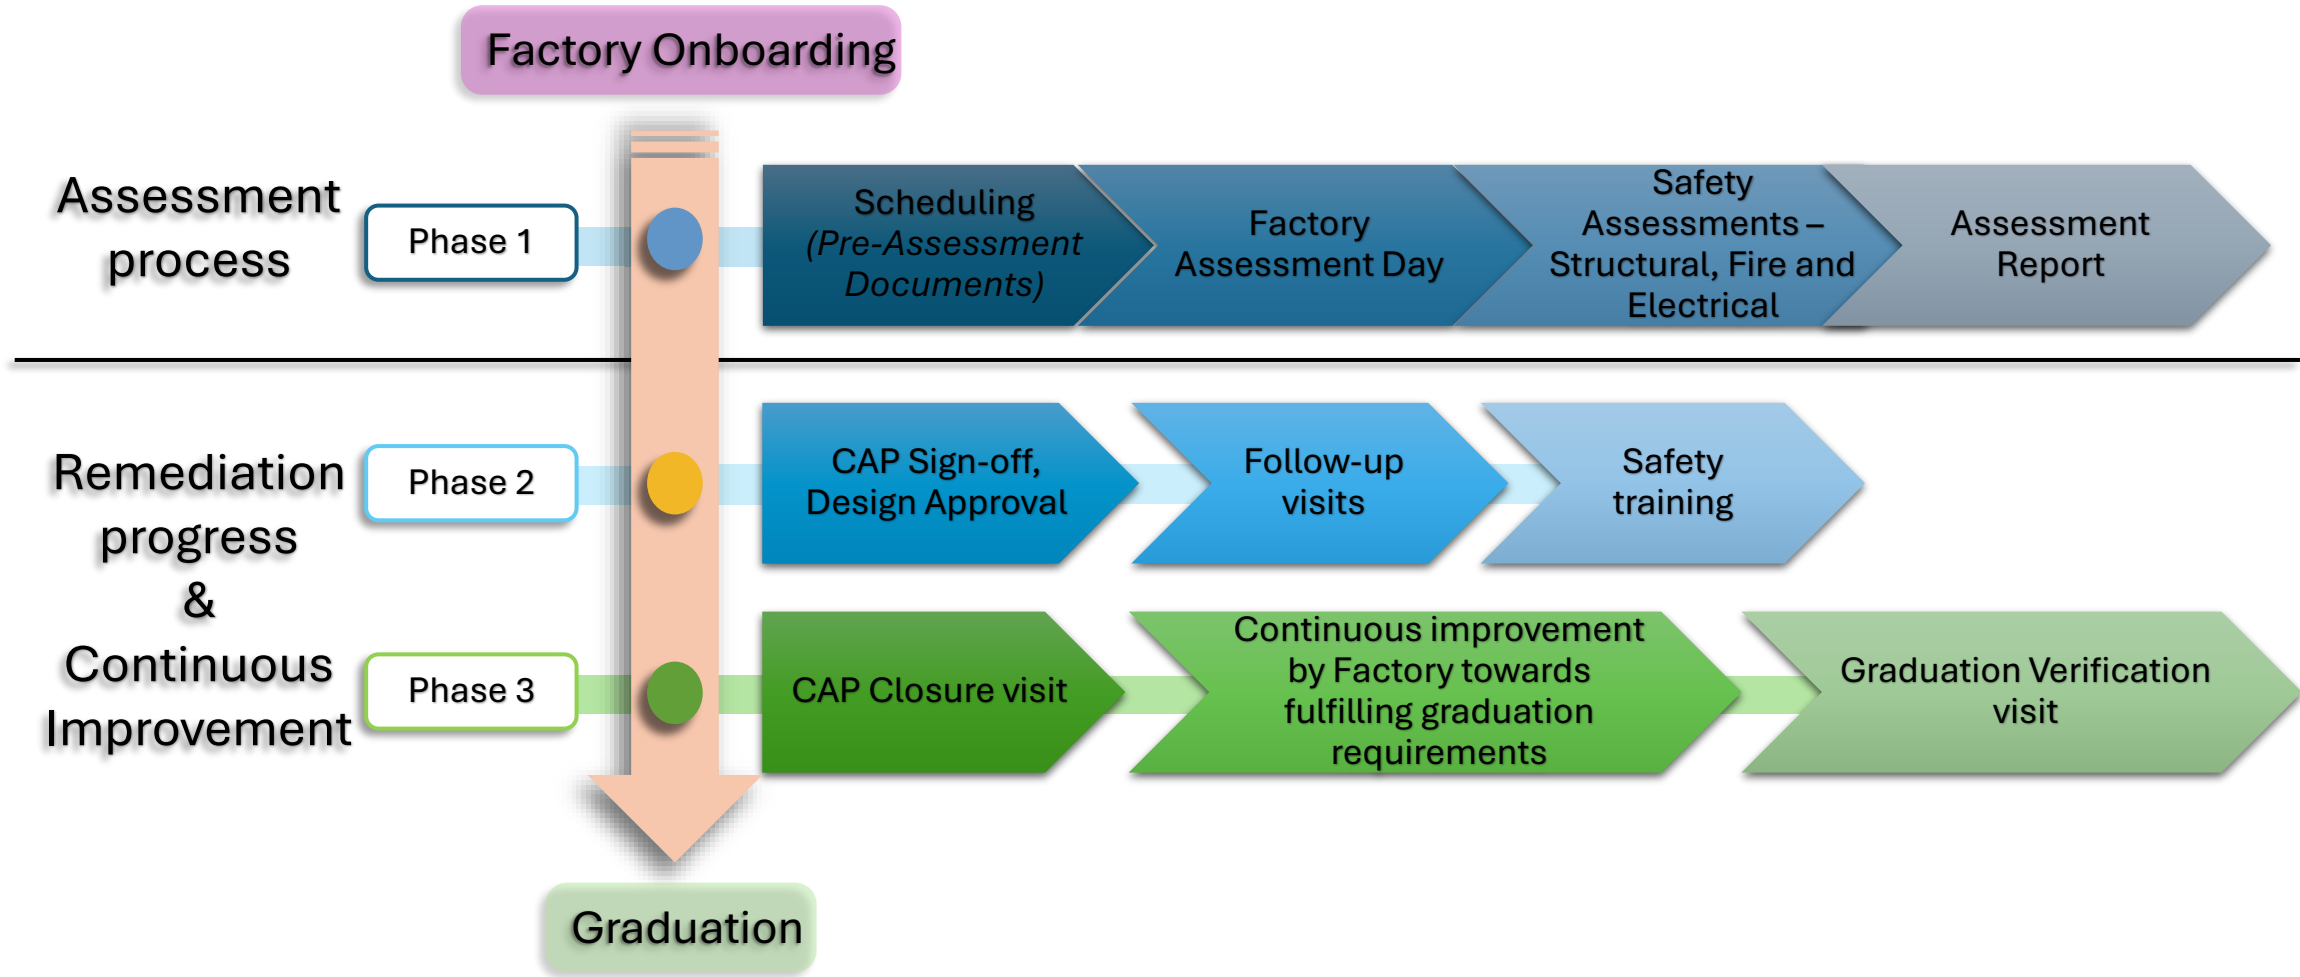 Factory Onboarding
Assessment
process
Phase 1
Scheduling
(Pre-Assessment
Documents)
Factory
Assessment Day
Safety
Assessments –
Structural, Fire and
Electrical
Assessment
Report
Remediation
progress
&
Continuous
Improvement
Phase 2
CAP Sign-off,
Design Approval
Follow-up
visits
Safety
training
Phase 3
CAP Closure visit
Continuous improvement
by Factory towards
fulfilling graduation
requirements
Graduation Verification
visit
Graduation